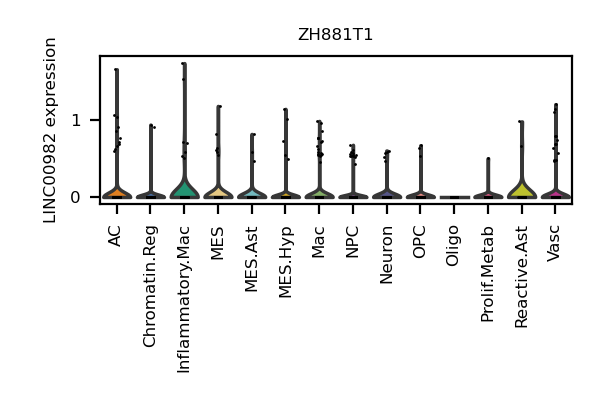 ZH881T1
LINC00982 expression
1
0
AC
Chromatin.Reg
Inflammatory.Mac
MES
MES.Ast
MES.Hyp
Mac
NPC
Neuron
OPC
Oligo
Prolif.Metab
Reactive.Ast
Vasc